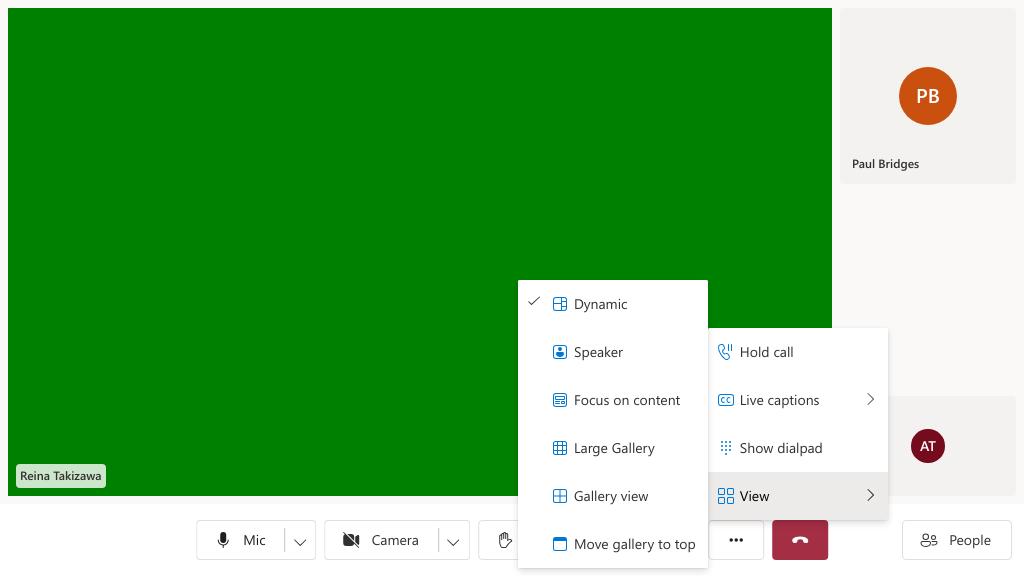 PB
Paul Bridges
Dynamic
Speaker
Focus on content
Large Gallery
Gallery view
Move gallery to top
Hold call
CC Live captions
Show dialpad
View
AT
Reina Takizawa
Mic
Camera
People